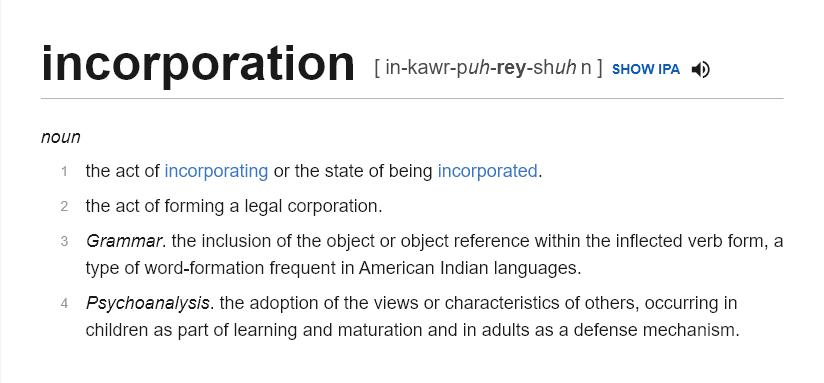 incorporation [ in-kawr-puh-rey-shuh n ] SHOW IPA
noun
1 the act of incorporating or the state of being incorporated.
2 the act of forming a legal corporation.
3 Grammar. the inclusion of the object or object reference within the inflected verb form, a
type of word-formation frequent in American Indian languages.
4 Psychoanalysis. the adoption of the views or characteristics of others, occurring in
children as part of learning and maturation and in adults as a defense mechanism.